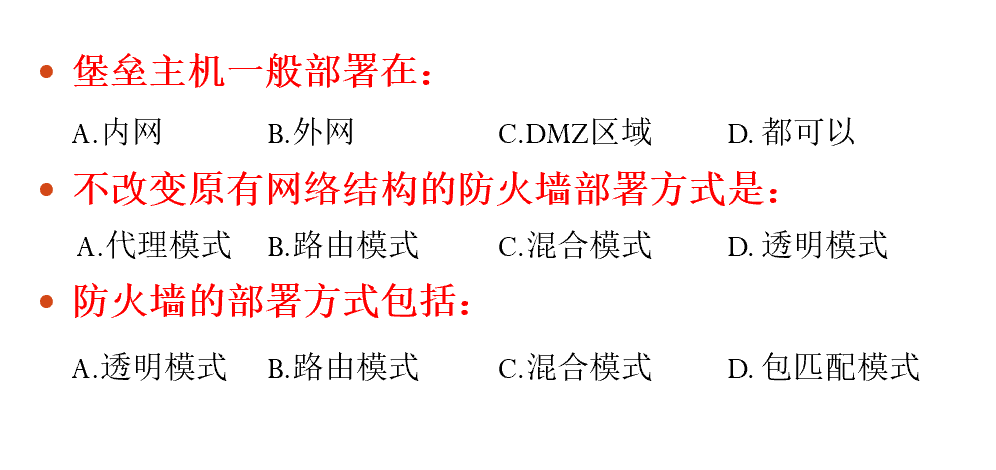 • 堡垒主机一般部署在：
A.内网 B.外网 C.DMZ区域 D. 都可以
• 不改变原有网络结构的防火墙部署方式是：
A.代理模式 B.路由模式 C.混合模式 D. 透明模式
• 防火墙的部署方式包括：
A.透明模式 B.路由模式 C.混合模式 D. 包匹配模式